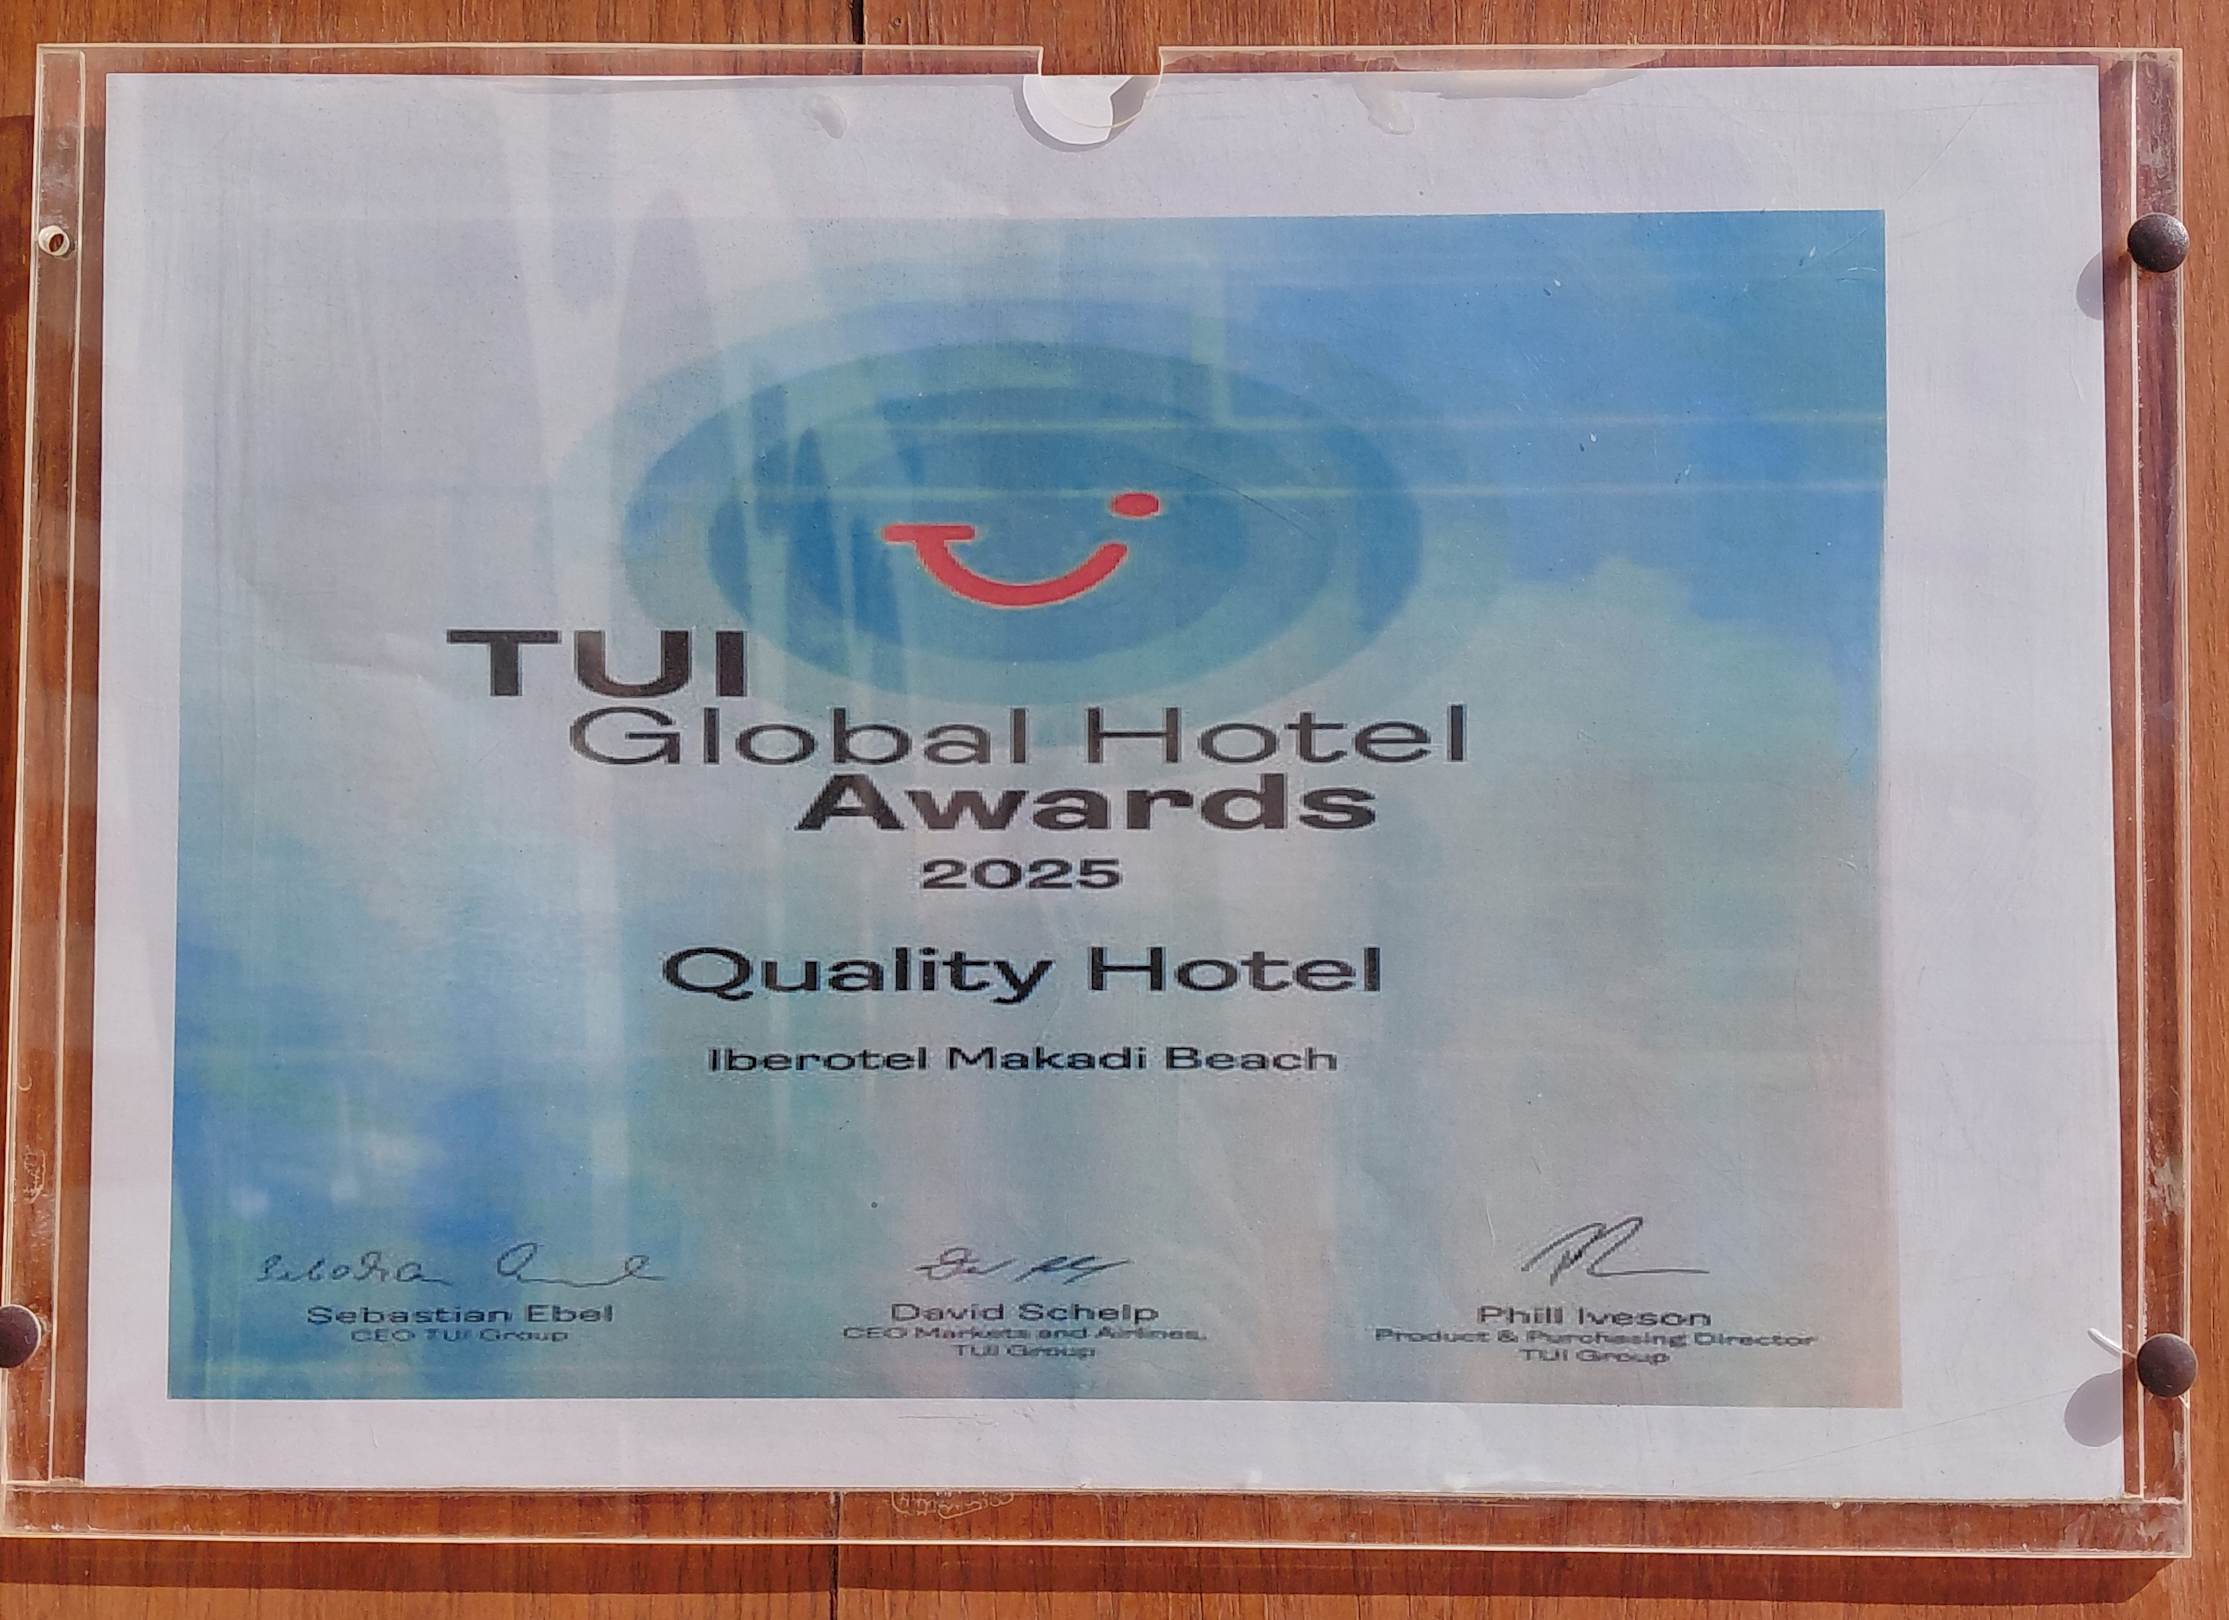 TUI
Global Hotel
Awards
2025
Quality Hotel
Iberotel Makadi Beach
Sebastian Ebel
CEO TUI Group
David Schelp
CEO Markets and Airlines,
TUI Group
Phill Iveson
Product & Purchasing Director
TUI Group